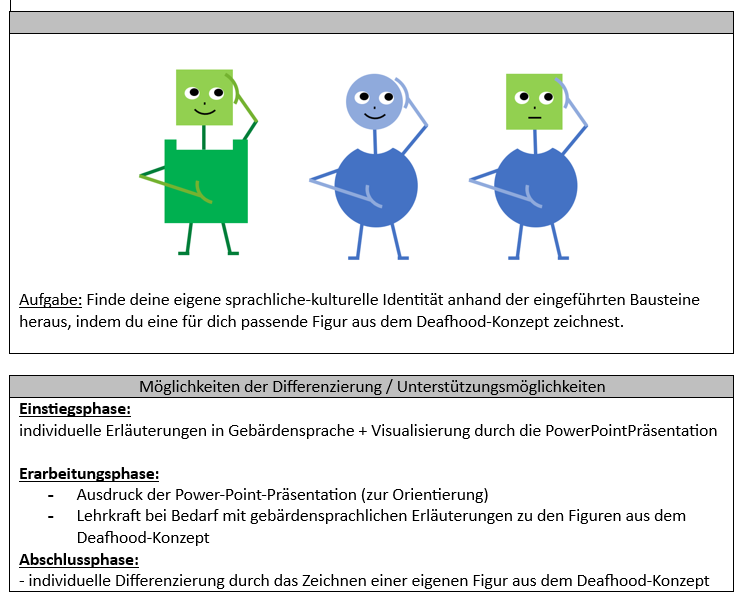 Aufgabe: Finde deine eigene sprachliche-kulturelle Identität anhand der eingeführten Bausteine
heraus, indem du eine für dich passende Figur aus dem Deafhood-Konzept zeichnest.
Möglichkeiten der Differenzierung / Unterstützungsmöglichkeiten
Einstiegsphase:
individuelle Erläuterungen in Gebärdensprache + Visualisierung durch die PowerPointPräsentation
Erarbeitungsphase:
- Ausdruck der Power-Point-Präsentation (zur Orientierung)
- Lehrkraft bei Bedarf mit gebärdensprachlichen Erläuterungen zu den Figuren aus dem
Deafhood-Konzept
Abschlussphase:
- individuelle Differenzierung durch das Zeichnen einer eigenen Figur aus dem Deafhood-Konzept